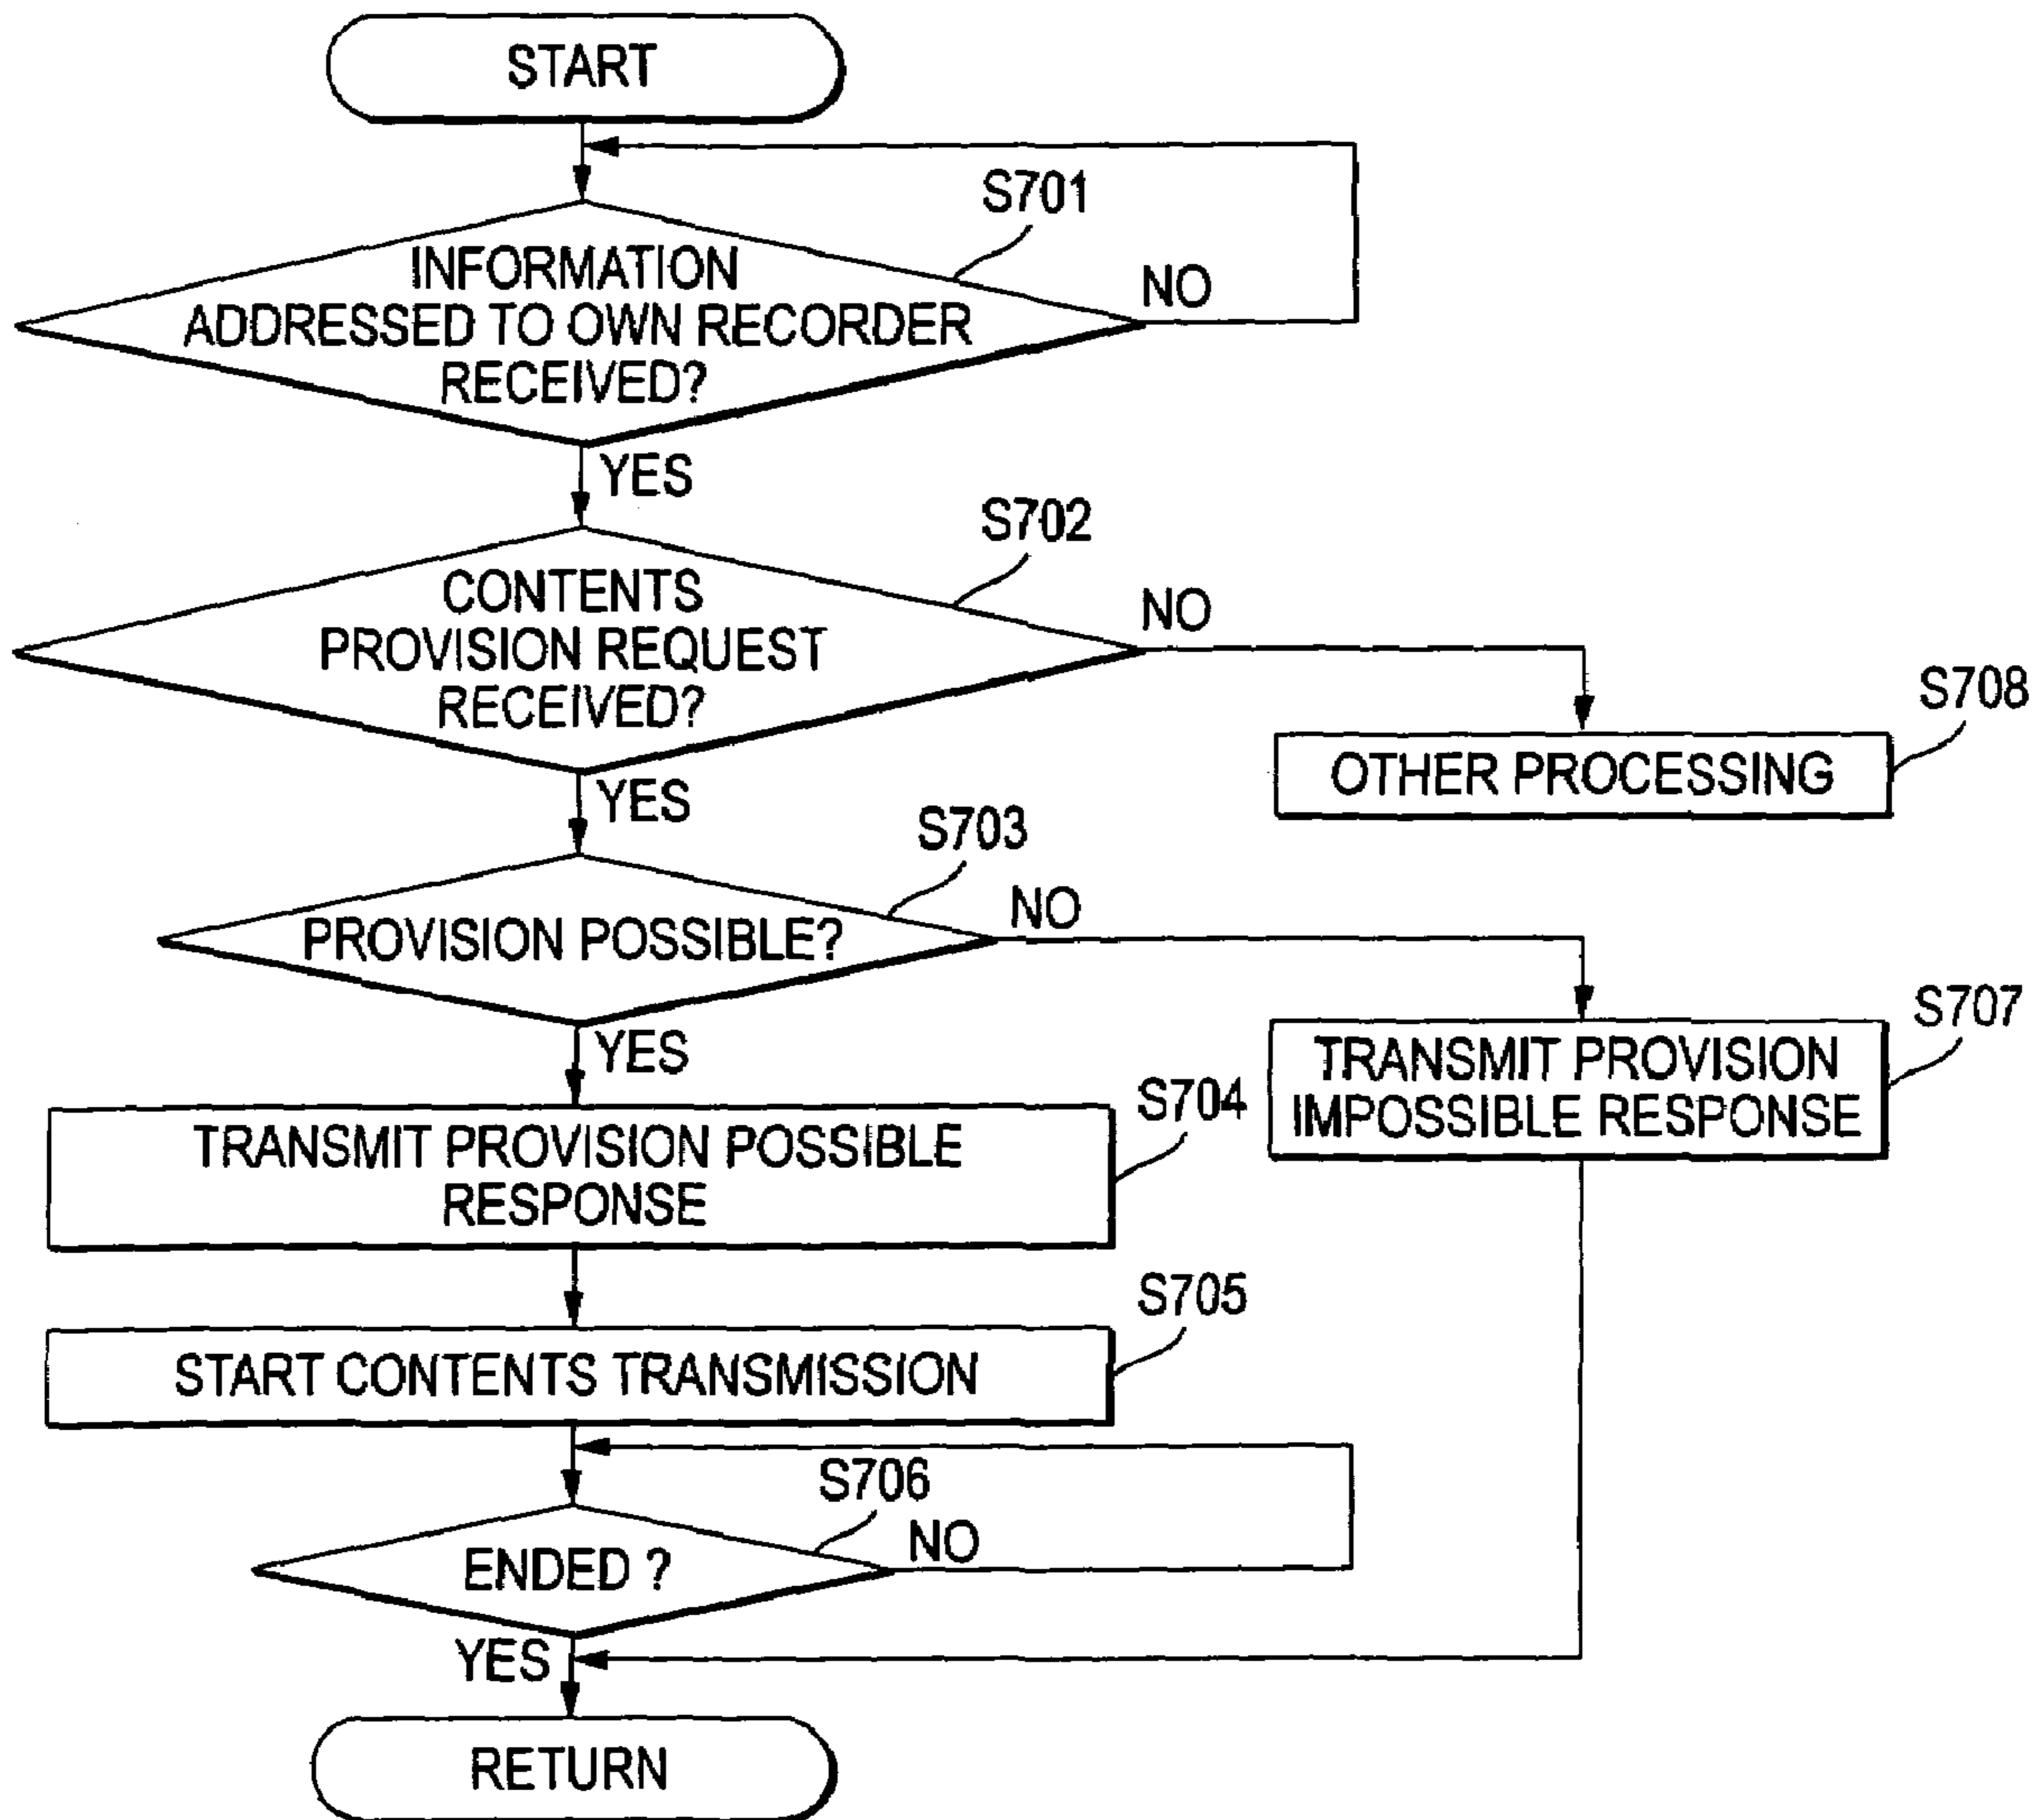 START
S701
INFORMATION
ADDRESSED TO OWN RECORDER
RECEIVED?
NO
YES
S702
CONTENTS
PROVISION REQUEST
RECEIVED?
NO
S708
OTHER PROCESSING
YES
S703
PROVISION POSSIBLE?
NO
S707
TRANSMIT PROVISION
IMPOSSIBLE RESPONSE
YES
S704
TRANSMIT PROVISION POSSIBLE
RESPONSE
S705
START CONTENTS TRANSMISSION
S706
ENDED ?
NO
YES
RETURN